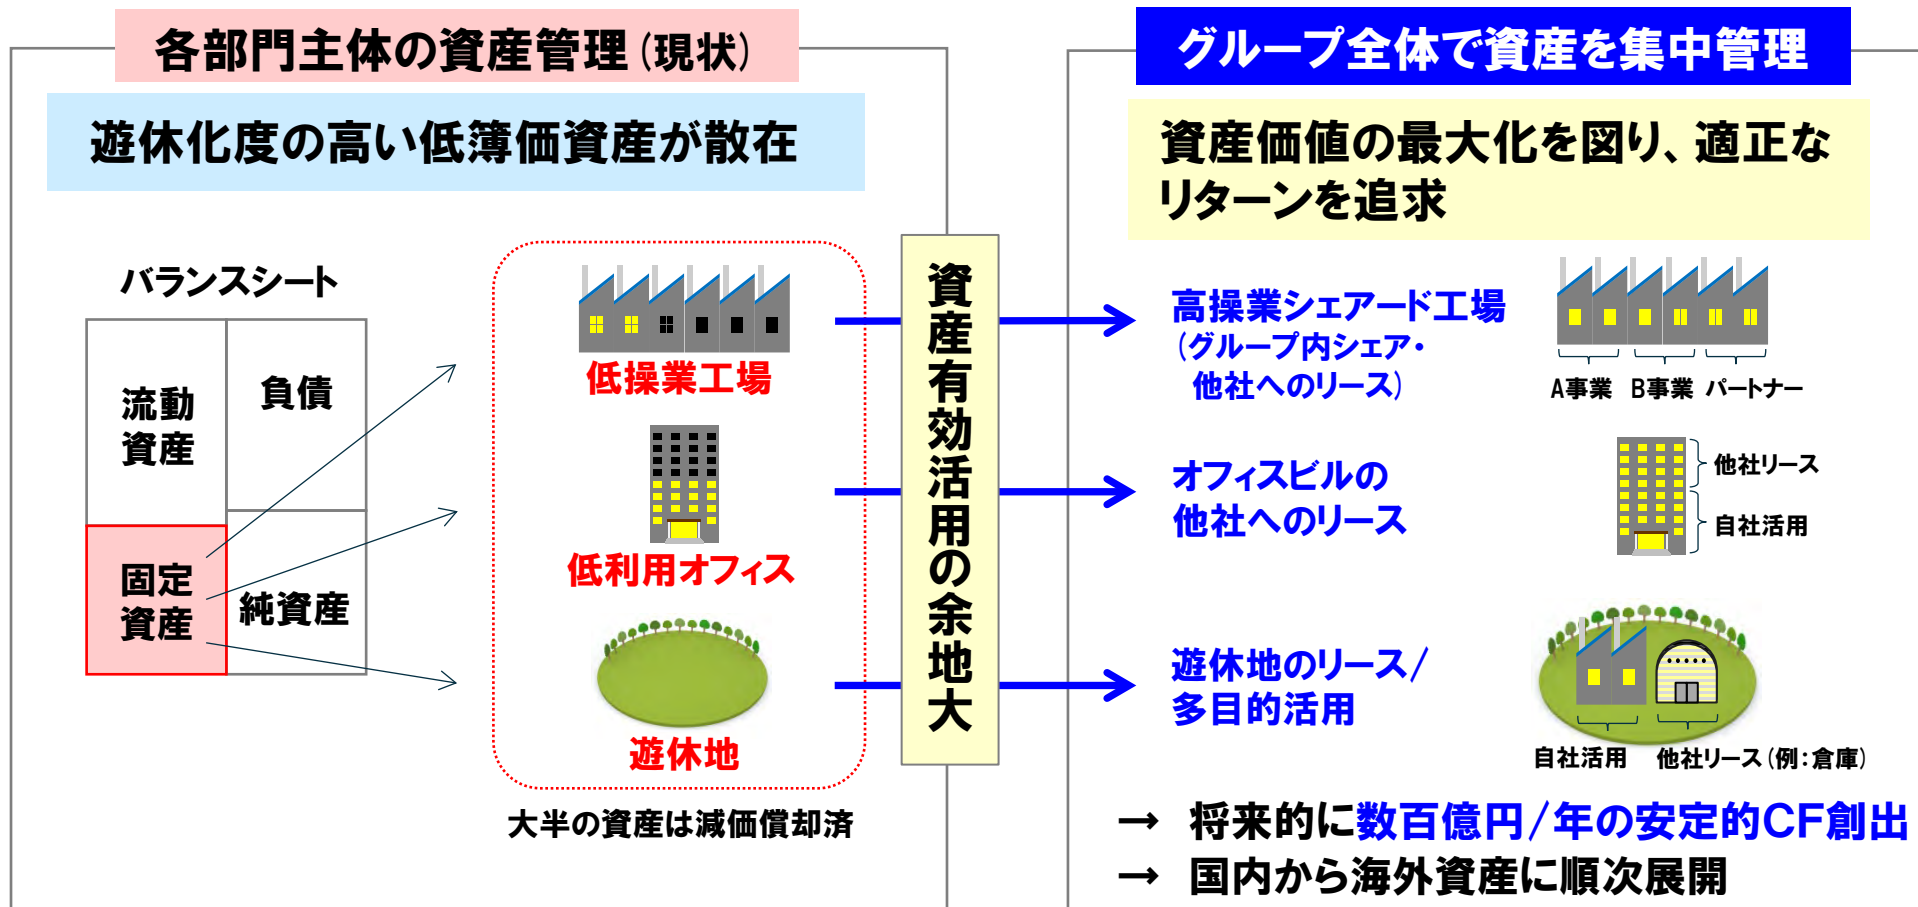 各部門主体の資産管理(現状)
遊休化度の高い低簿価資産が散在
バランスシート
流動
資産
負債
固定
資産
純資産
低操業工場
低利用オフィス
遊休地
大半の資産は減価償却済
資産有効活用の余地大
グループ全体で資産を集中管理
資産価値の最大化を図り、適正な
リターンを追求
高操業シェアード工場
(グループ内シェア・
他社へのリース)
A事業 B事業 パートナー
オフィスビルの
他社へのリース
他社リース
自社活用
遊休地のリース/
多目的活用
自社活用 他社リース(例:倉庫)
→ 将来的に数百億円/年の安定的CF創出
→ 国内から海外資産に順次展開